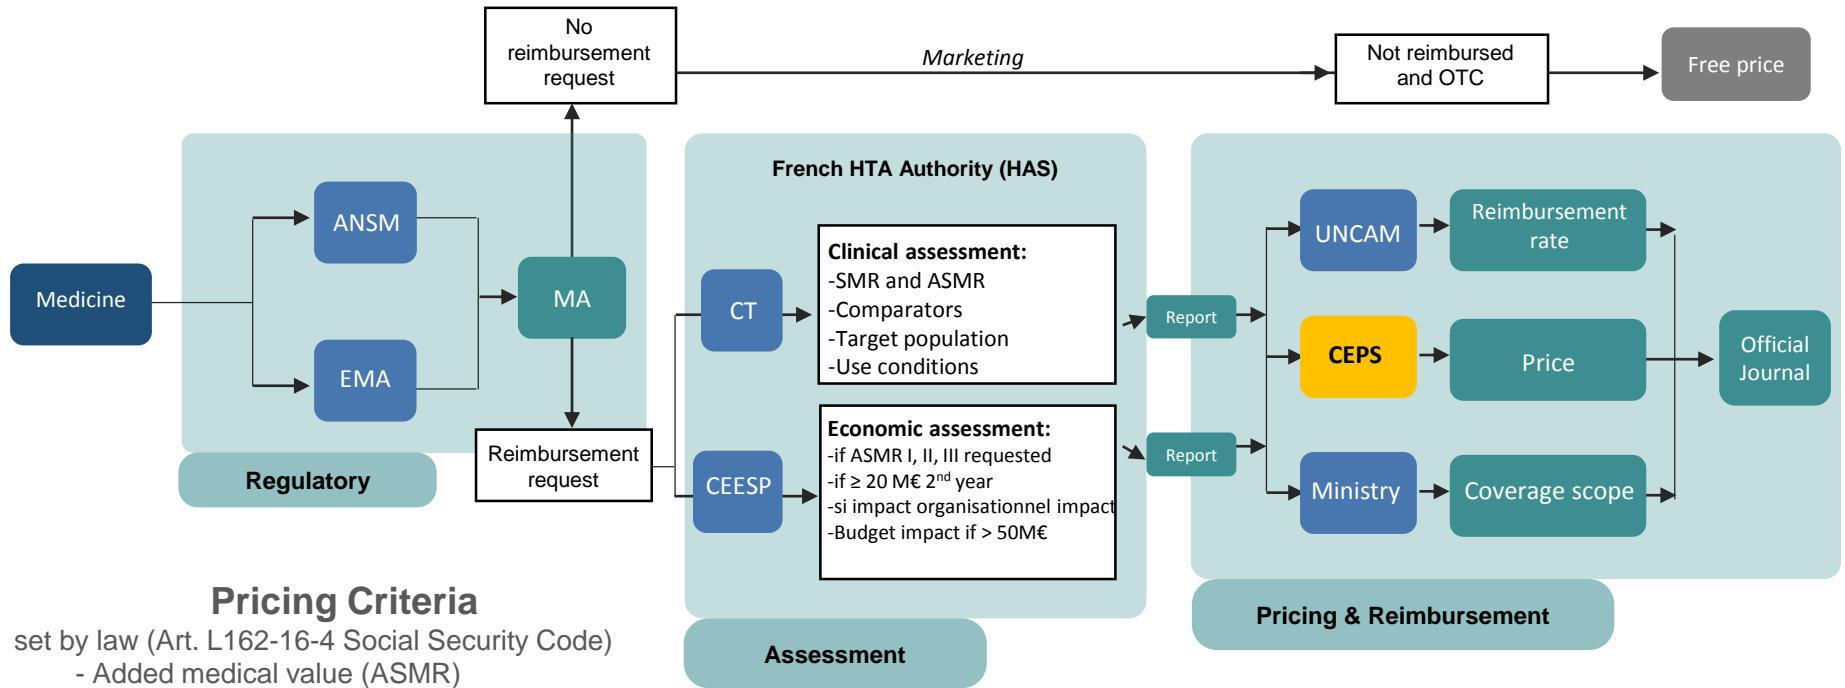 No
reimbursement
request
Marketing
Not reimbursed
and OTC
Free price
Medicine
ANSM
EMA
MA
Regulatory
Reimbursement
request
French HTA Authority (HAS)
CT
Clinical assessment:
-SMR and ASMR
-Comparators
-Target population
-Use conditions
CEESP
Economic assessment:
-if ASMR I, II, III requested
-if ≥ 20 M€ 2nd year
-si impact organisationnel impact
-Budget impact if > 50M€
Assessment
Report
Report
UNCAM
Reimbursement
rate
CEPS
Price
Ministry
Coverage scope
Official
Journal
Pricing & Reimbursement
Pricing Criteria
set by law (Art. L162-16-4 Social Security Code)
- Added medical value (ASMR)